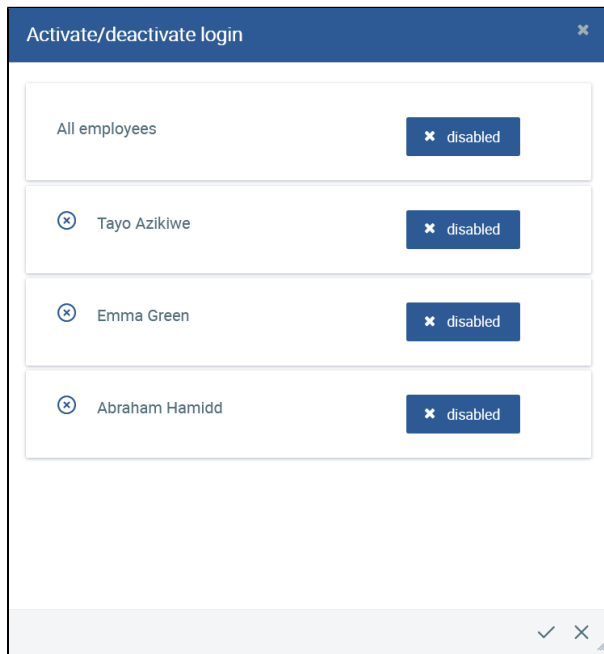 Activate/deactivate login
All employees
disabled
Tayo Azikiwe
disabled
Emma Green
disabled
Abraham Hamidd
disabled